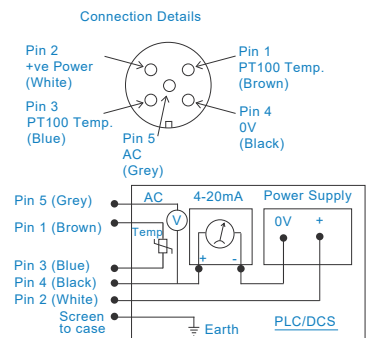 Connection Details
Pin 2
+ve Power
(White)
Pin 1
PT100 Temp.
(Brown)
Pin 3
PT100 Temp.
(Blue)
Pin 4
0V
(Black)
Pin 5
AC
(Grey)
Pin 5 (Grey)
AC
4-20mA
Power Supply
Pin 1 (Brown)
V
0V
+
Temp
Pin 3 (Blue)
+
-
Pin 4 (Black)
Pin 2 (White)
Screen
to case
Earth
PLC/DCS